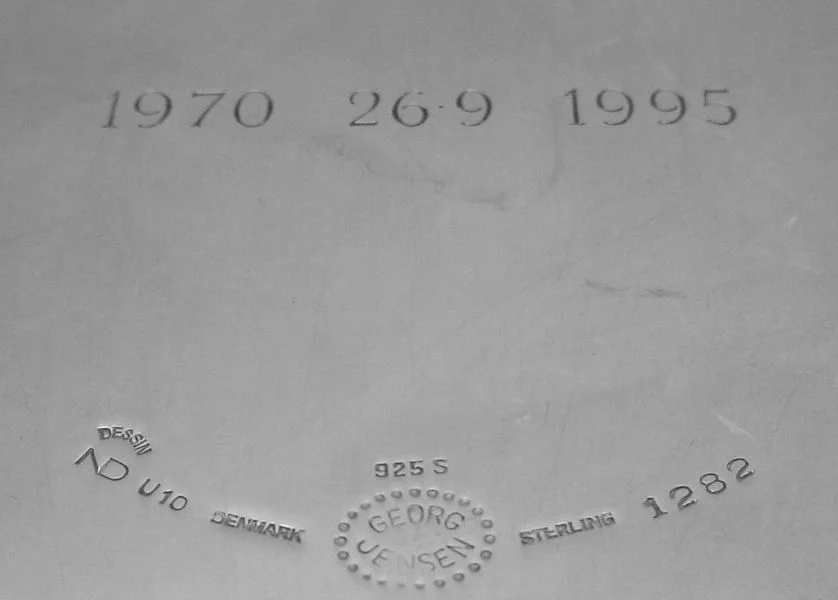 1970 26·9 1995
925 S
DESSIN
ND U10 DENMARK GEORG JENSEN STERLING 1282